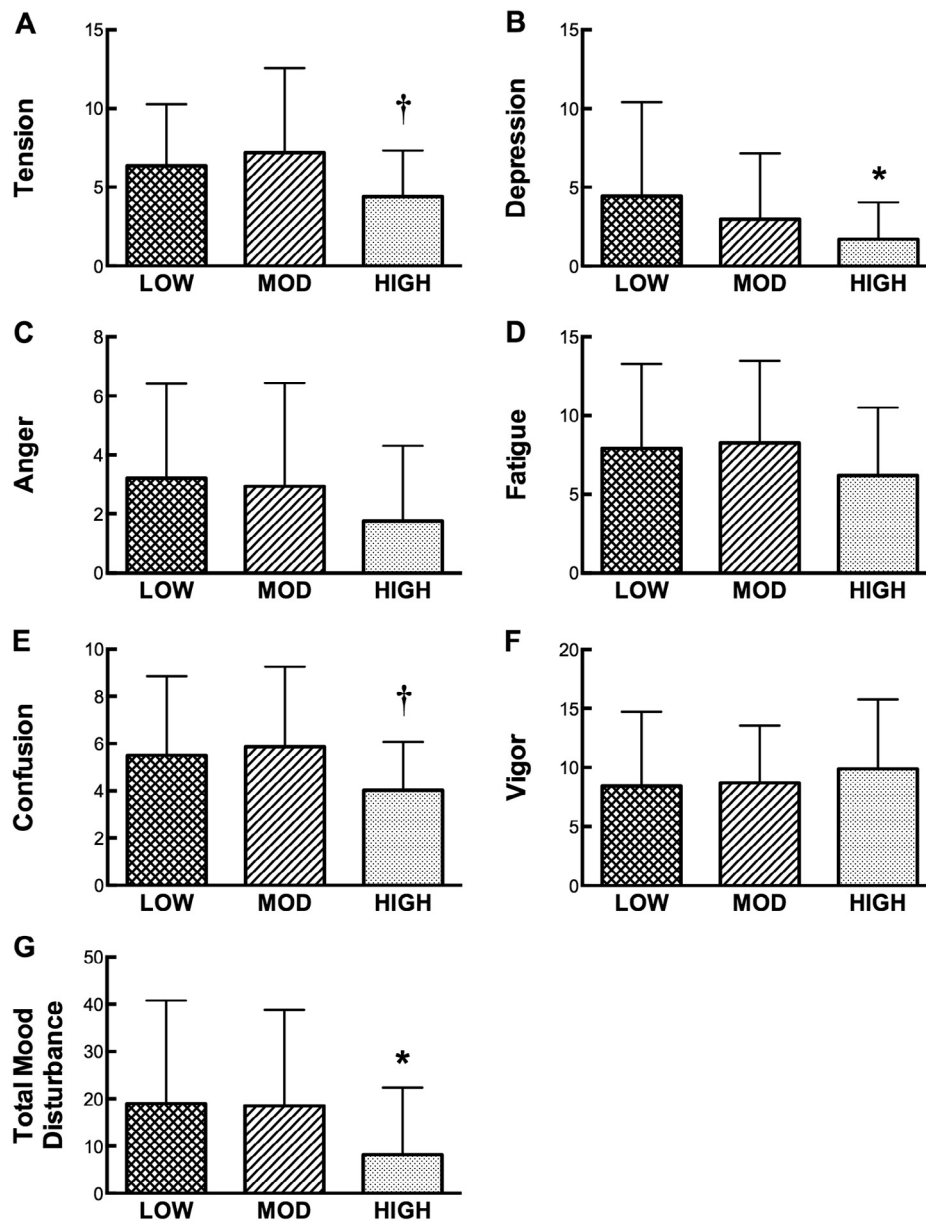 A
Tension
15
10
5
0
†
LOW MOD HIGH
B
Depression
15
10
5
0
*
LOW MOD HIGH
C
Anger
8
6
4
2
0
LOW MOD HIGH
D
Fatigue
15
10
5
0
LOW MOD HIGH
E
Confusion
10
8
6
4
2
0
†
LOW MOD HIGH
F
Vigor
20
15
10
5
0
LOW MOD HIGH
G
Total Mood
Disturbance
50
40
30
20
10
0
*
LOW MOD HIGH